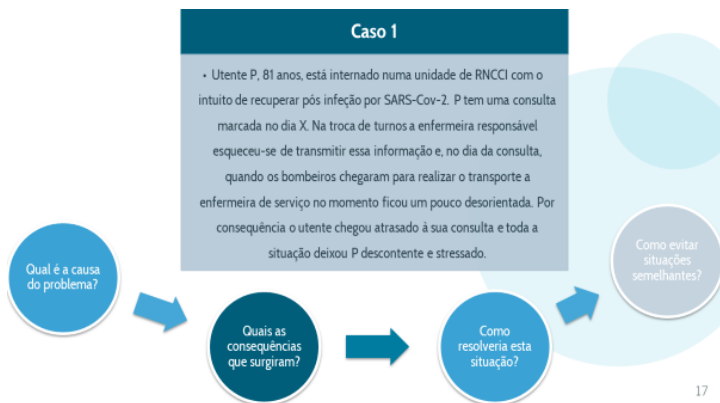 Caso 1
• Utente P, 81 anos, está internado numa unidade de RNCCI com o
intuito de recuperar pós infeção por SARS-Cov-2. P tem uma consulta
marcada no dia X. Na troca de turnos a enfermeira responsável
esqueceu-se de transmitir essa informação e, no dia da consulta,
quando os bombeiros chegaram para realizar o transporte a
enfermeira de serviço no momento ficou um pouco desorientada. Por
consequência o utente chegou atrasado à sua consulta e toda a
situação deixou P descontente e stressado.
Qual é a causa
do problema?
Quais as
consequências
que surgiram?
Como
resolveria esta
situação?
Como evitar
situações
semelhantes?
17